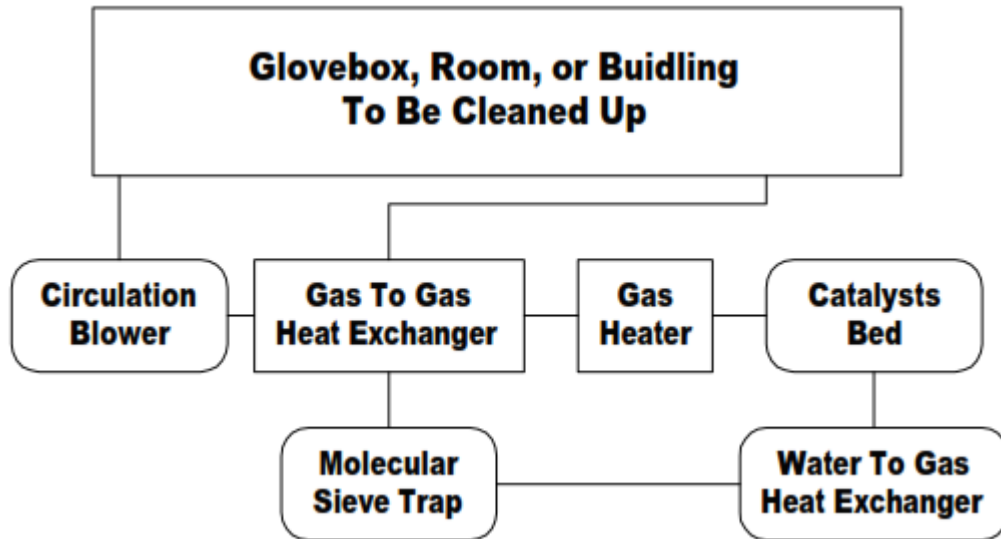 Glovebox, Room, or Buidling
To Be Cleaned Up
Circulation
Blower
Gas To Gas
Heat Exchanger
Gas
Heater
Catalysts
Bed
Molecular
Sieve Trap
Water To Gas
Heat Exchanger